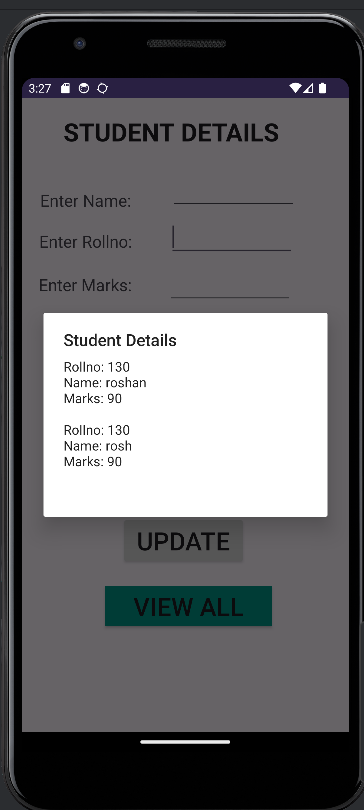 3:27
STUDENT DETAILS
Enter Name:
Enter Rollno:
Enter Marks:
Student Details
Rollno: 130
Name: roshan
Marks: 90
Rollno: 130
Name: rosh
Marks: 90
UPDATE
VIEW ALL